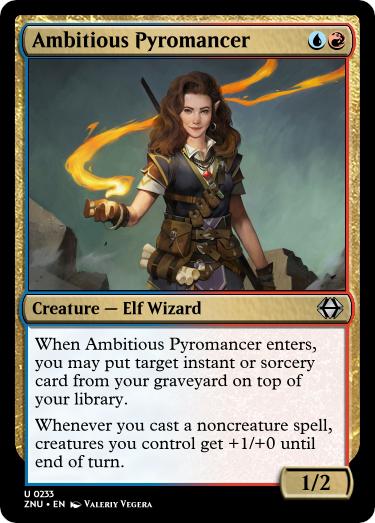 Ambitious Pyromancer
Creature — Elf Wizard
When Ambitious Pyromancer enters,
you may put target instant or sorcery
card from your graveyard on top of
your library.
Whenever you cast a noncreature spell,
creatures you control get +1/+0 until
end of turn.
1/2
U 0233
ZNU • EN Valeriy Vegera